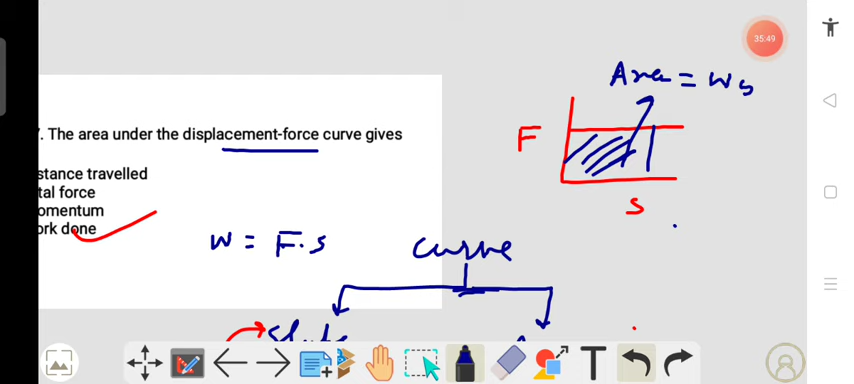 35:49
Area = Ws
7. The area under the displacement-force curve gives
F
stance travelled
tal force
omentum
ork done
S
W = F.s
curve
T